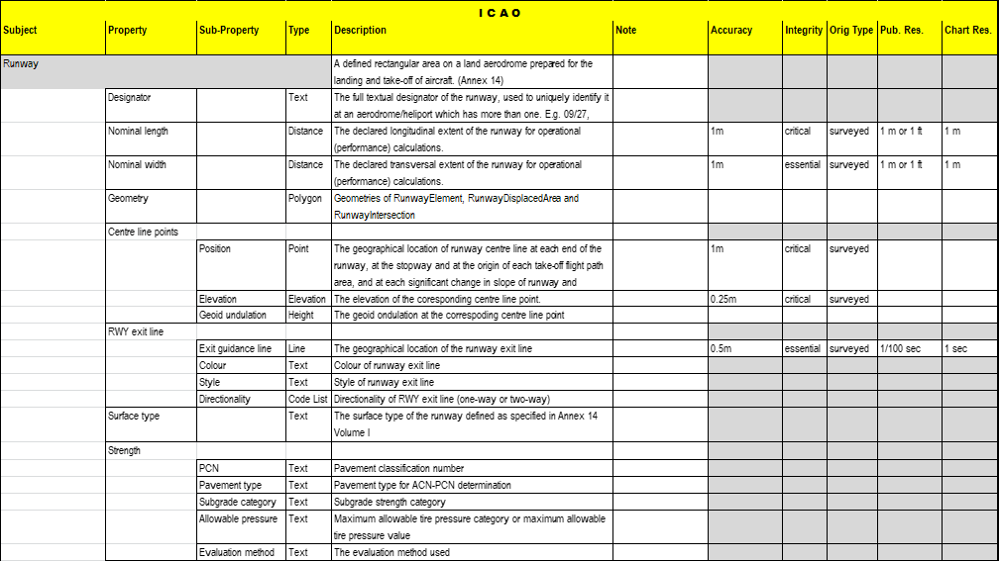 I C A O
Subject Property Sub-Property Type Description Note Accuracy Integrity Orig Type Pub. Res. Chart Res.
Runway A defined rectangular area on a land aerodrome prepared for the
landing and take-off of aircraft. (Annex 14)
Designator Text The full textual designator of the runway, used to uniquely identify it
at an aerodrome/heliport which has more than one. E.g. 09/27,
Nominal length Distance The declared longitudinal extent of the runway for operational 1m critical surveyed 1 m or 1 ft 1 m
(performance) calculations.
Nominal width Distance The declared transversal extent of the runway for operational 1m essential surveyed 1 m or 1 ft 1 m
(performance) calculations.
Geometry Polygon Geometries of RunwayElement, RunwayDisplacedArea and
RunwayIntersection
Centre line points
Position Point The geographical location of runway centre line at each end of the 1m critical surveyed
runway, at the stopway and at the origin of each take-off flight path
area, and at each significant change in slope of runway and
Elevation Elevation The elevation of the coresponding centre line point. 0.25m critical surveyed
Geoid undulation Height The geoid ondulation at the correspoding centre line point
RWY exit line
Exit guidance line Line The geographical location of the runway exit line 0.5m essential surveyed 1/100 sec 1 sec
Colour Text Colour of runway exit line
Style Text Style of runway exit line
Directionality Code List Directionality of RWY exit line (one-way or two-way)
Surface type Text The surface type of the runway defined as specified in Annex 14
Volume I
Strength
PCN Text Pavement classification number
Pavement type Text Pavement type for ACN-PCN determination
Subgrade category Text Subgrade strength category
Allowable pressure Text Maximum allowable tire pressure category or maximum allowable
tire pressure value
Evaluation method Text The evaluation method used